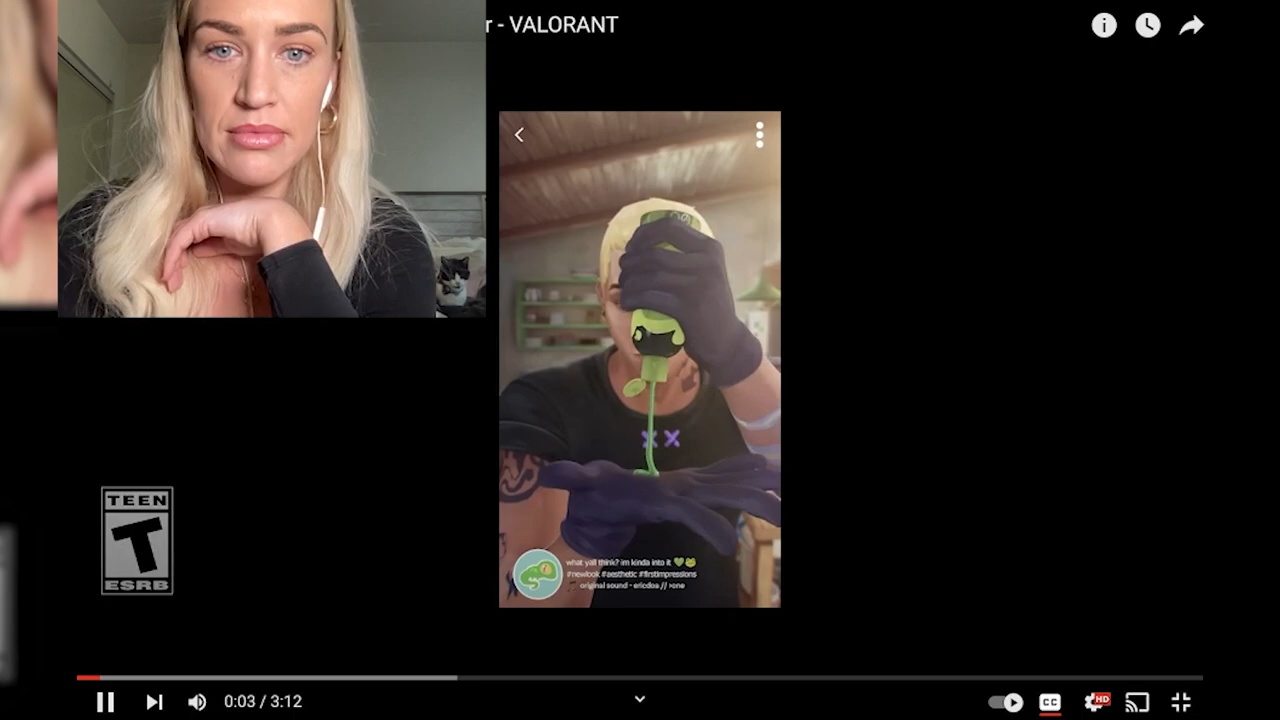 r - VALORANT
what yall think? im kinda into it 💚🐸
#newlook #aesthetic #firstimpressions
original sound - ericdoa // >one
TEEN
T
ESRB
0:03 / 3:12
CC
HD